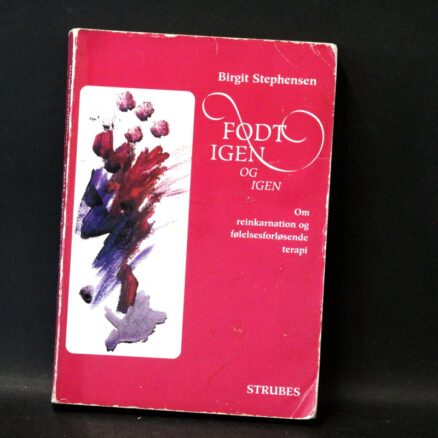 Birgit Stephensen
FØDT
IGEN
OG
IGEN
Om
reinkarnation og
følelsesforløsende
terapi
STRUBES